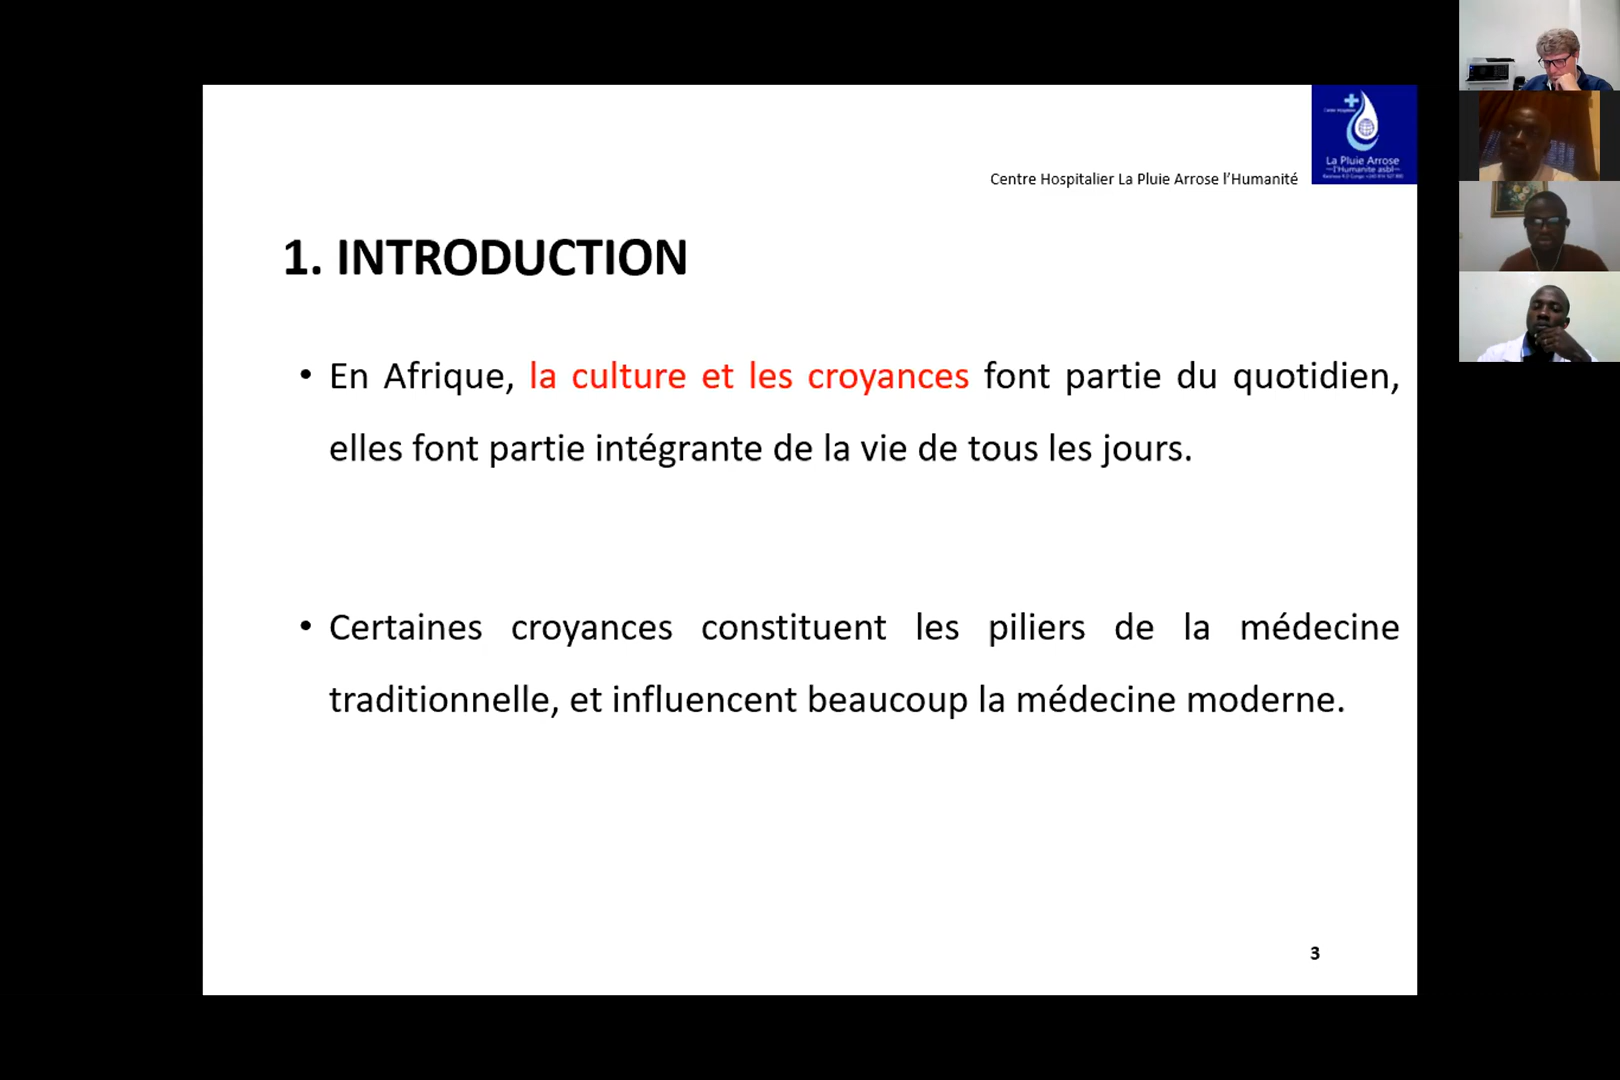 Centre Hospitalier La Pluie Arrose l’Humanité
La Pluie Arrose
l'Humanite asbl
1. INTRODUCTION
• En Afrique, la culture et les croyances font partie du quotidien,
elles font partie intégrante de la vie de tous les jours.
• Certaines croyances constituent les piliers de la médecine
traditionnelle, et influencent beaucoup la médecine moderne.
3